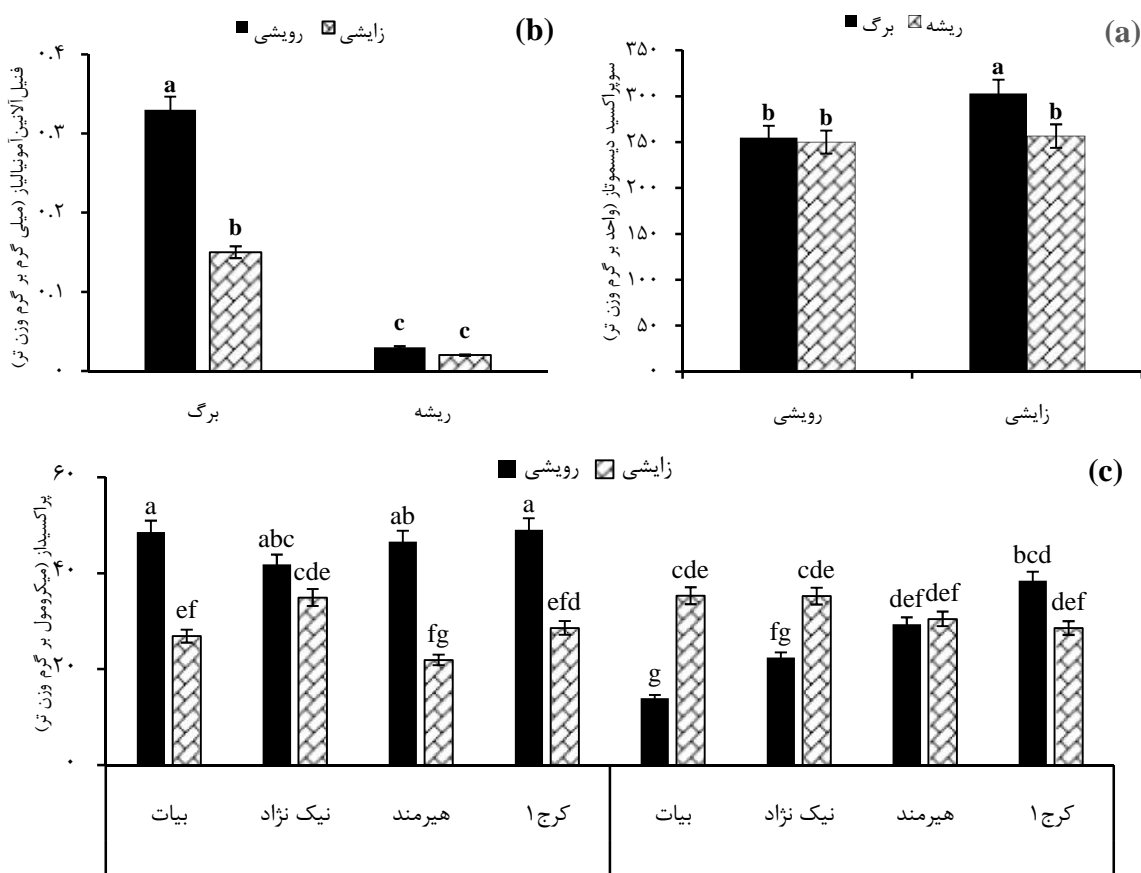 (b)
رویشی زایشی
فنیل‌آلانین‌آمونیالیاز (میلی گرم بر گرم وزن تر)
۰.۴
۰.۳
۰.۲
۰.۱
۰
a
b
c
c
برگ ریشه
(a)
برگ ریشه
سوپراکسید دیسموتاز (واحد بر گرم وزن تر)
۳۵۰
۳۰۰
۲۵۰
۲۰۰
۱۵۰
۱۰۰
۵۰
۰
b
b
a
b
رویشی زایشی
(c)
رویشی زایشی
پراکسیداز (میکرومول بر گرم وزن تر)
۶۰
۴۰
۲۰
۰
a
ef
abc
cde
ab
fg
a
efd
g
cde
fg
cde
def
def
bcd
def
بیات نیک نژاد هیرمند کرج۱ بیات نیک نژاد هیرمند کرج۱